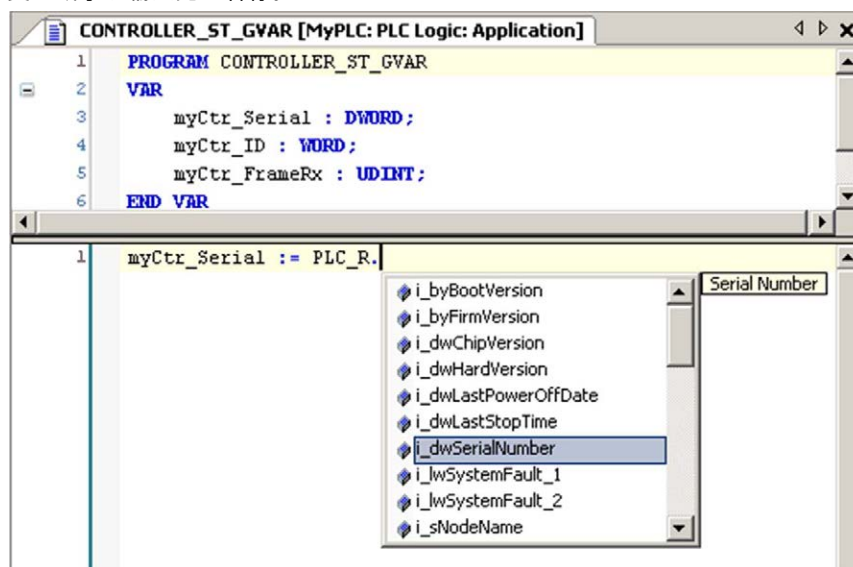 CONTROLLER_ST_GVAR [MyPLC: PLC Logic: Application]
1 PROGRAM CONTROLLER_ST_GVAR
2 VAR
3 myCtr_Serial : DWORD;
4 myCtr_ID : WORD;
5 myCtr_FrameRx : UDINT;
6 END_VAR
1 myCtr_Serial := PLC_R.
i_byBootVersion
i_byFirmVersion
i_dwChipVersion
i_dwHardVersion
i_dwLastPowerOffDate
i_dwLastStopTime
i_dwSerialNumber
Serial Number
i_lwSystemFault_1
i_lwSystemFault_2
i_sNodeName